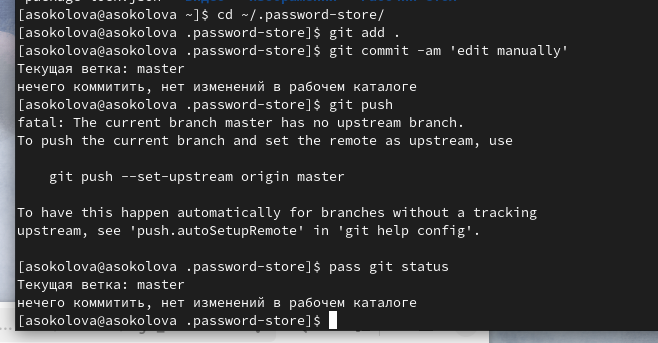 [asokolova@asokolova ~]$ cd ~/.password-store/
[asokolova@asokolova .password-store]$ git add .
[asokolova@asokolova .password-store]$ git commit -am 'edit manually'
Текущая ветка: master
нечего коммитить, нет изменений в рабочем каталоге
[asokolova@asokolova .password-store]$ git push
fatal: The current branch master has no upstream branch.
To push the current branch and set the remote as upstream, use
git push --set-upstream origin master
To have this happen automatically for branches without a tracking
upstream, see 'push.autoSetupRemote' in 'git help config'.
[asokolova@asokolova .password-store]$ pass git status
Текущая ветка: master
нечего коммитить, нет изменений в рабочем каталоге
[asokolova@asokolova .password-store]$